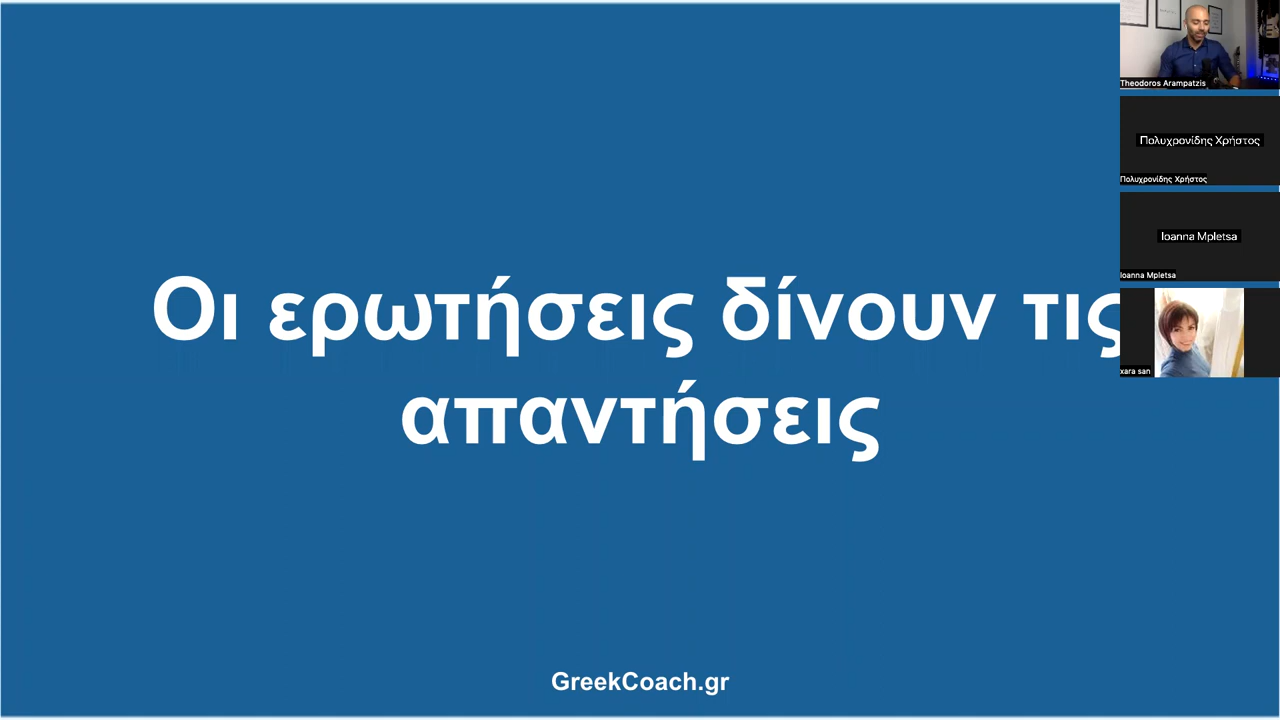 Οι ερωτήσεις δίνουν τις
απαντήσεις
GreekCoach.gr
Theodoros Arampatzis
Πολυχρονίδης Χρήστος
Πολυχρονίδης Χρήστος
Ioanna Mpletsa
Ioanna Mpletsa
xara san